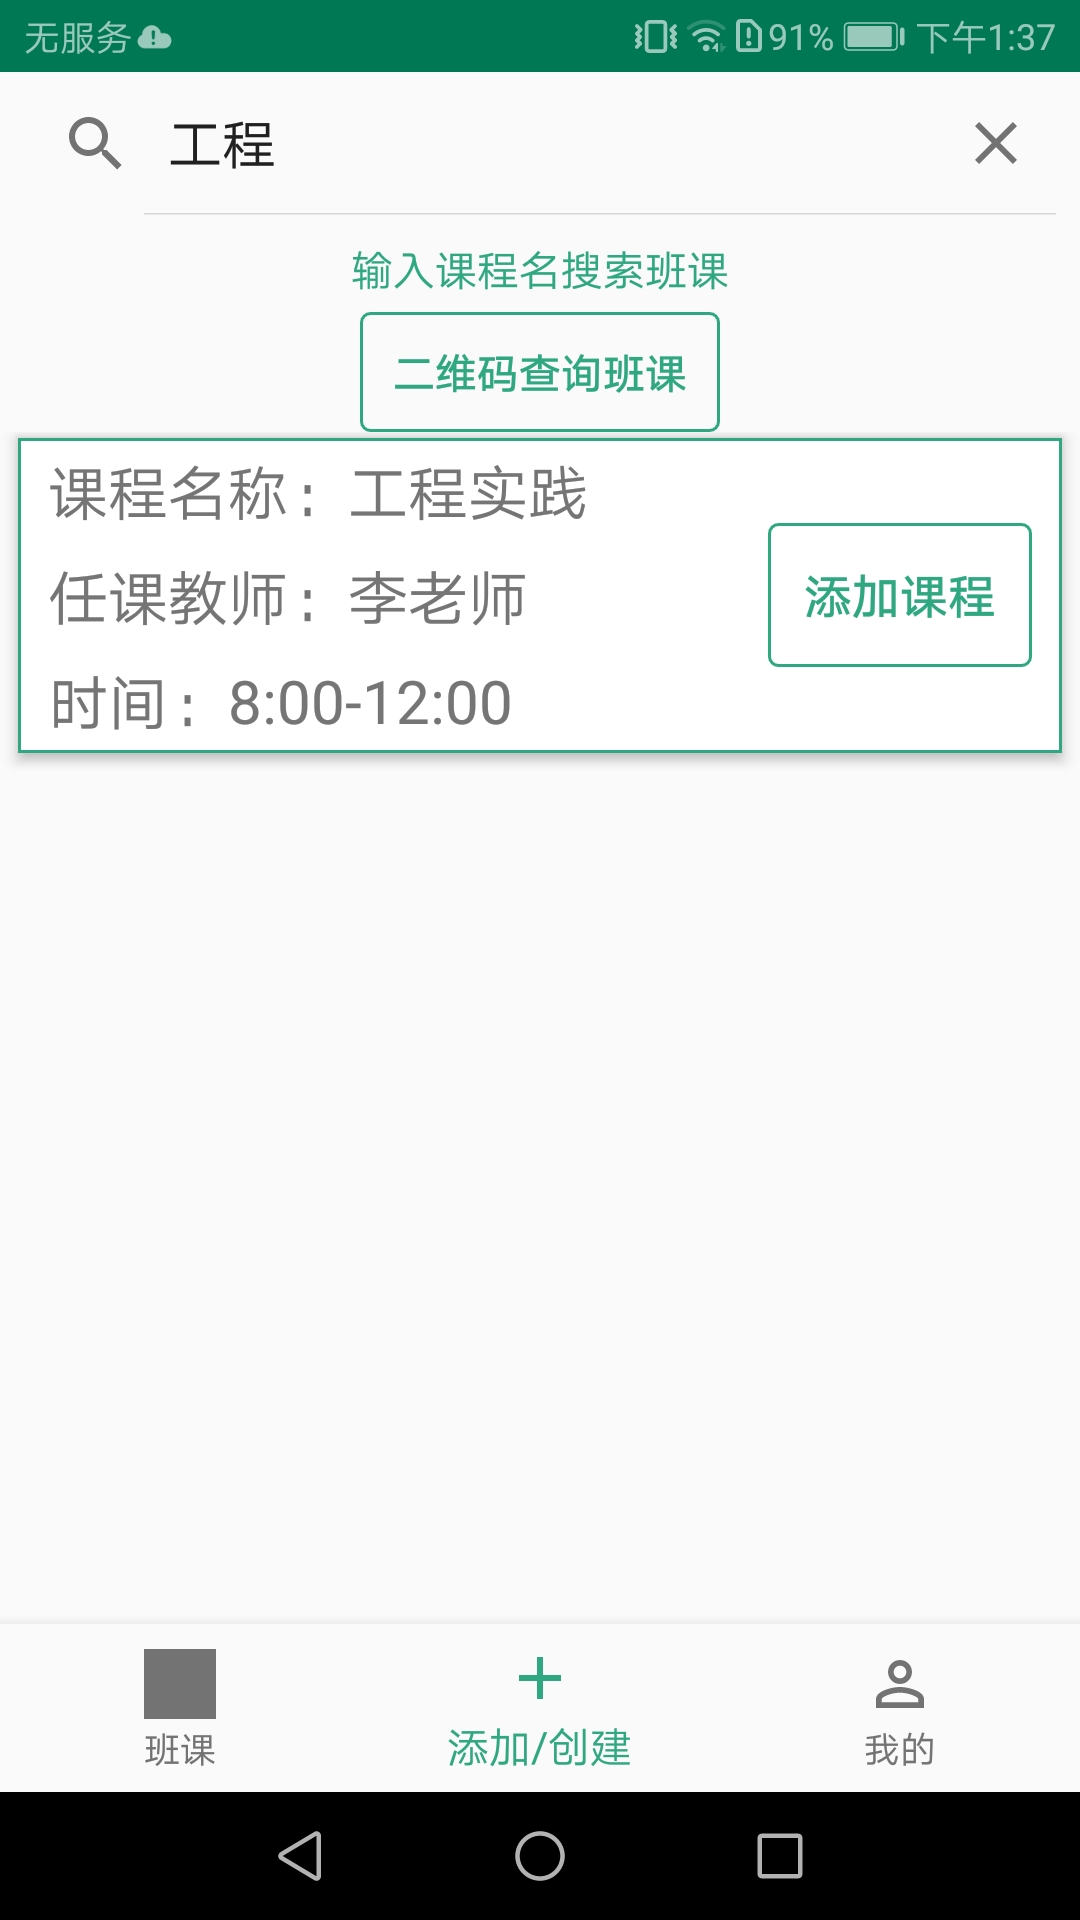 无服务 91% 下午1:37
工程
输入课程名搜索班课
二维码查询班课
课程名称：工程实践
任课教师：李老师
添加课程
时间：8:00-12:00
班课 添加/创建 我的